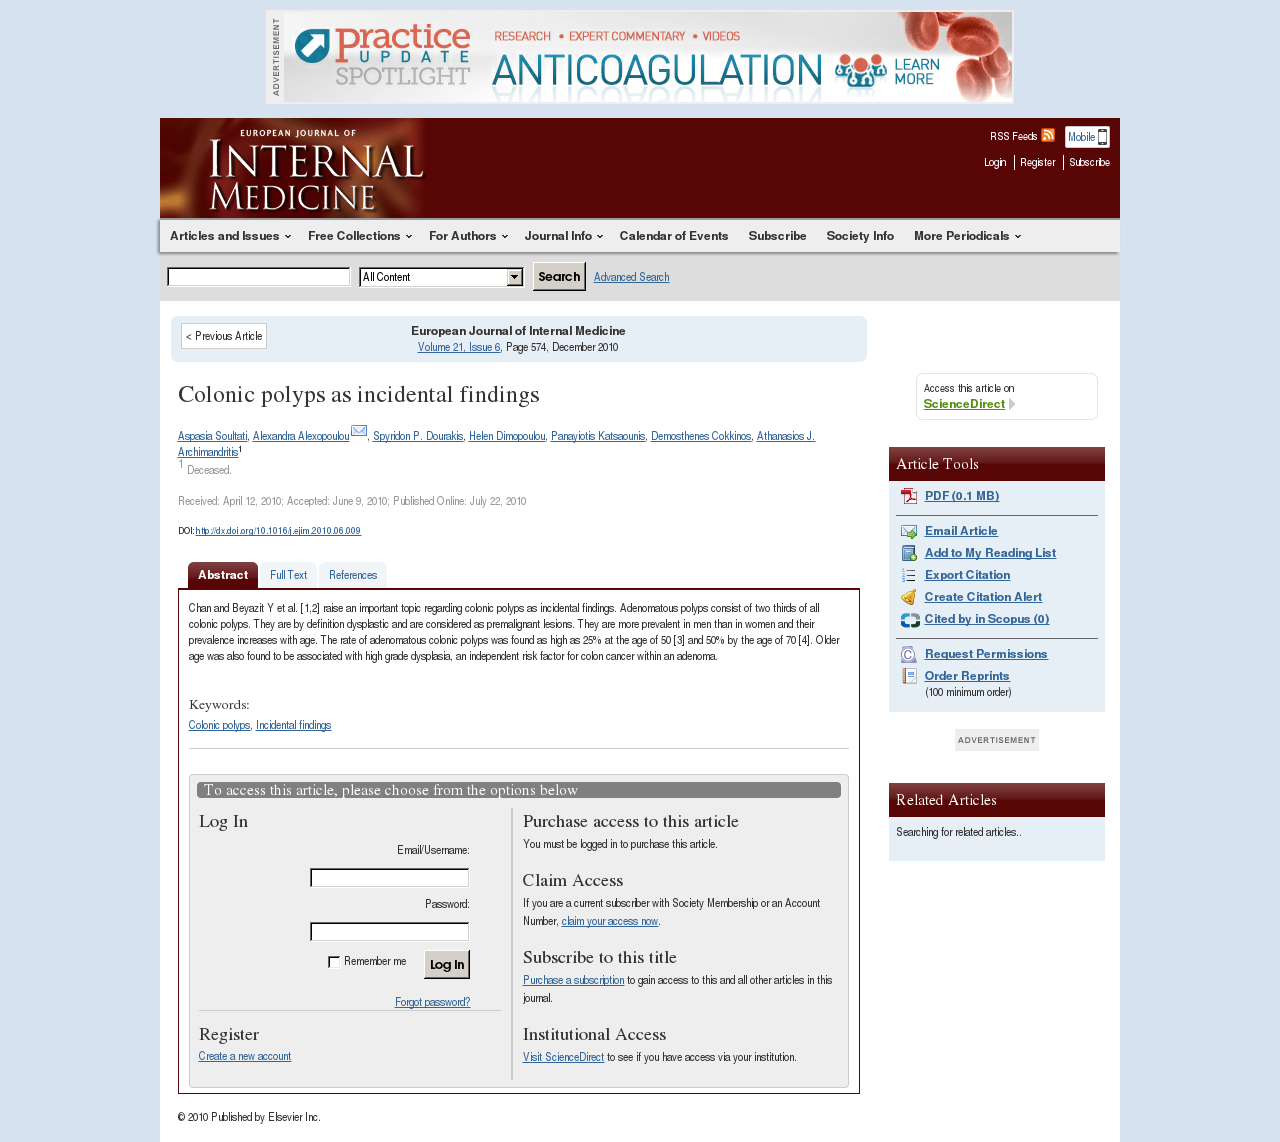 ADVERTISEMENT
practice
UPDATE
SPOTLIGHT
RESEARCH • EXPERT COMMENTARY • VIDEOS
ANTICOAGULATION
LEARN
MORE
EUROPEAN JOURNAL OF
INTERNAL
MEDICINE
RSS Feeds
Mobile
Login
Register
Subscribe
Articles and Issues
Free Collections
For Authors
Journal Info
Calendar of Events
Subscribe
Society Info
More Periodicals
All Content
Search
Advanced Search
< Previous Article
European Journal of Internal Medicine
Volume 21, Issue 6, Page 574, December 2010
Colonic polyps as incidental findings
Aspasia Soultati, Alexandra Alexopoulou, Spyridon P. Dourakis, Helen Dimopoulou, Panayiotis Katsaounis, Demosthenes Cokkinos, Athanasios J.
Archimandritis1
1 Deceased.
Received: April 12, 2010; Accepted: June 9, 2010; Published Online: July 22, 2010
DOI: http://dx.doi.org/10.1016/j.ejim.2010.06.009
Abstract
Full Text
References
Chan and Beyazit Y et al. [1,2] raise an important topic regarding colonic polyps as incidental findings. Adenomatous polyps consist of two thirds of all
colonic polyps. They are by definition dysplastic and are considered as premalignant lesions. They are more prevalent in men than in women and their
prevalence increases with age. The rate of adenomatous colonic polyps was found as high as 25% at the age of 50 [3] and 50% by the age of 70 [4]. Older
age was also found to be associated with high grade dysplasia, an independent risk factor for colon cancer within an adenoma.
Keywords:
Colonic polyps, Incidental findings
To access this article, please choose from the options below
Log In
Email/Username:
Password:
Remember me
Log In
Forgot password?
Register
Create a new account
Purchase access to this article
You must be logged in to purchase this article.
Claim Access
If you are a current subscriber with Society Membership or an Account
Number, claim your access now.
Subscribe to this title
Purchase a subscription to gain access to this and all other articles in this
journal.
Institutional Access
Visit ScienceDirect to see if you have access via your institution.
© 2010 Published by Elsevier Inc.
Access this article on
ScienceDirect
Article Tools
PDF (0.1 MB)
Email Article
Add to My Reading List
Export Citation
Create Citation Alert
Cited by in Scopus (0)
Request Permissions
Order Reprints
(100 minimum order)
ADVERTISEMENT
Related Articles
Searching for related articles..